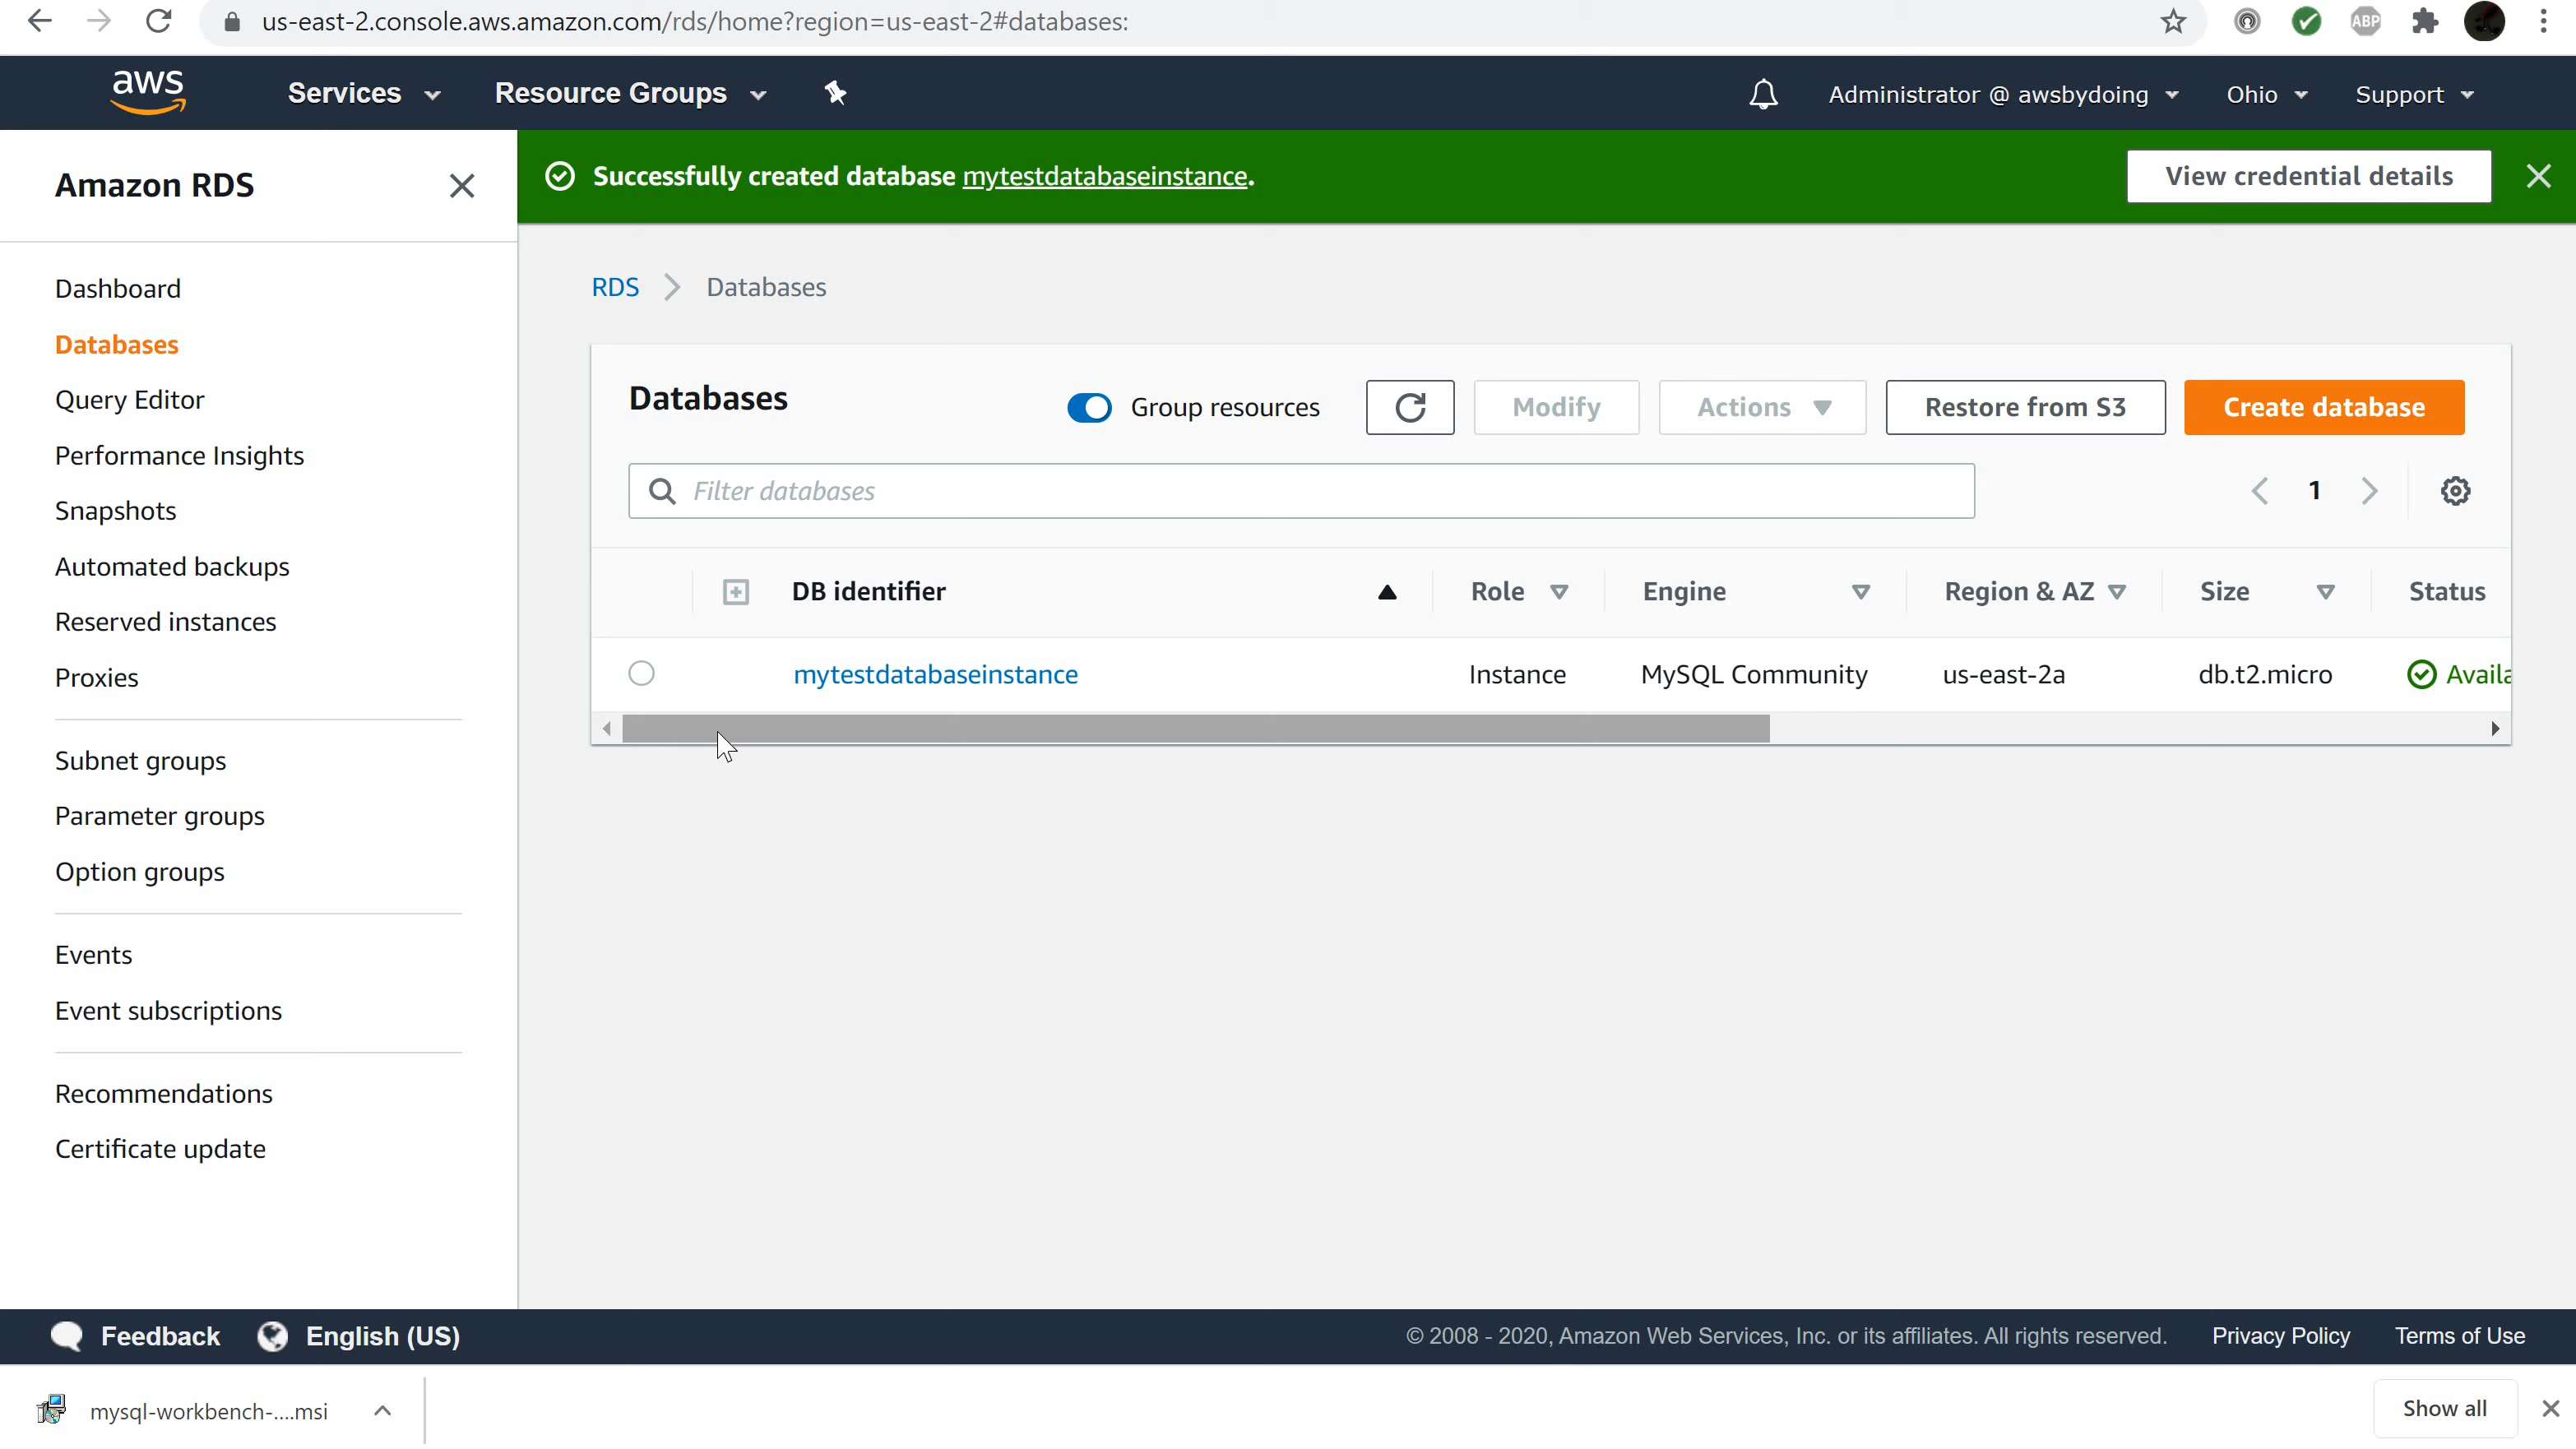 us-east-2.console.aws.amazon.com/rds/home?region=us-east-2#databases:
ABP
aws
Services
Resource Groups
Administrator @ awsbydoing
Ohio
Support
Amazon RDS
Successfully created database mytestdatabaseinstance.
View credential details
Dashboard
Databases
Query Editor
Performance Insights
Snapshots
Automated backups
Reserved instances
Proxies
Subnet groups
Parameter groups
Option groups
Events
Event subscriptions
Recommendations
Certificate update
RDS > Databases
Databases
Group resources
Modify
Actions
Restore from S3
Create database
Filter databases
1
DB identifier Role Engine Region & AZ Size Status
mytestdatabaseinstance Instance MySQL Community us-east-2a db.t2.micro Availa
Feedback
English (US)
© 2008 - 2020, Amazon Web Services, Inc. or its affiliates. All rights reserved.
Privacy Policy
Terms of Use
mysql-workbench-....msi
Show all